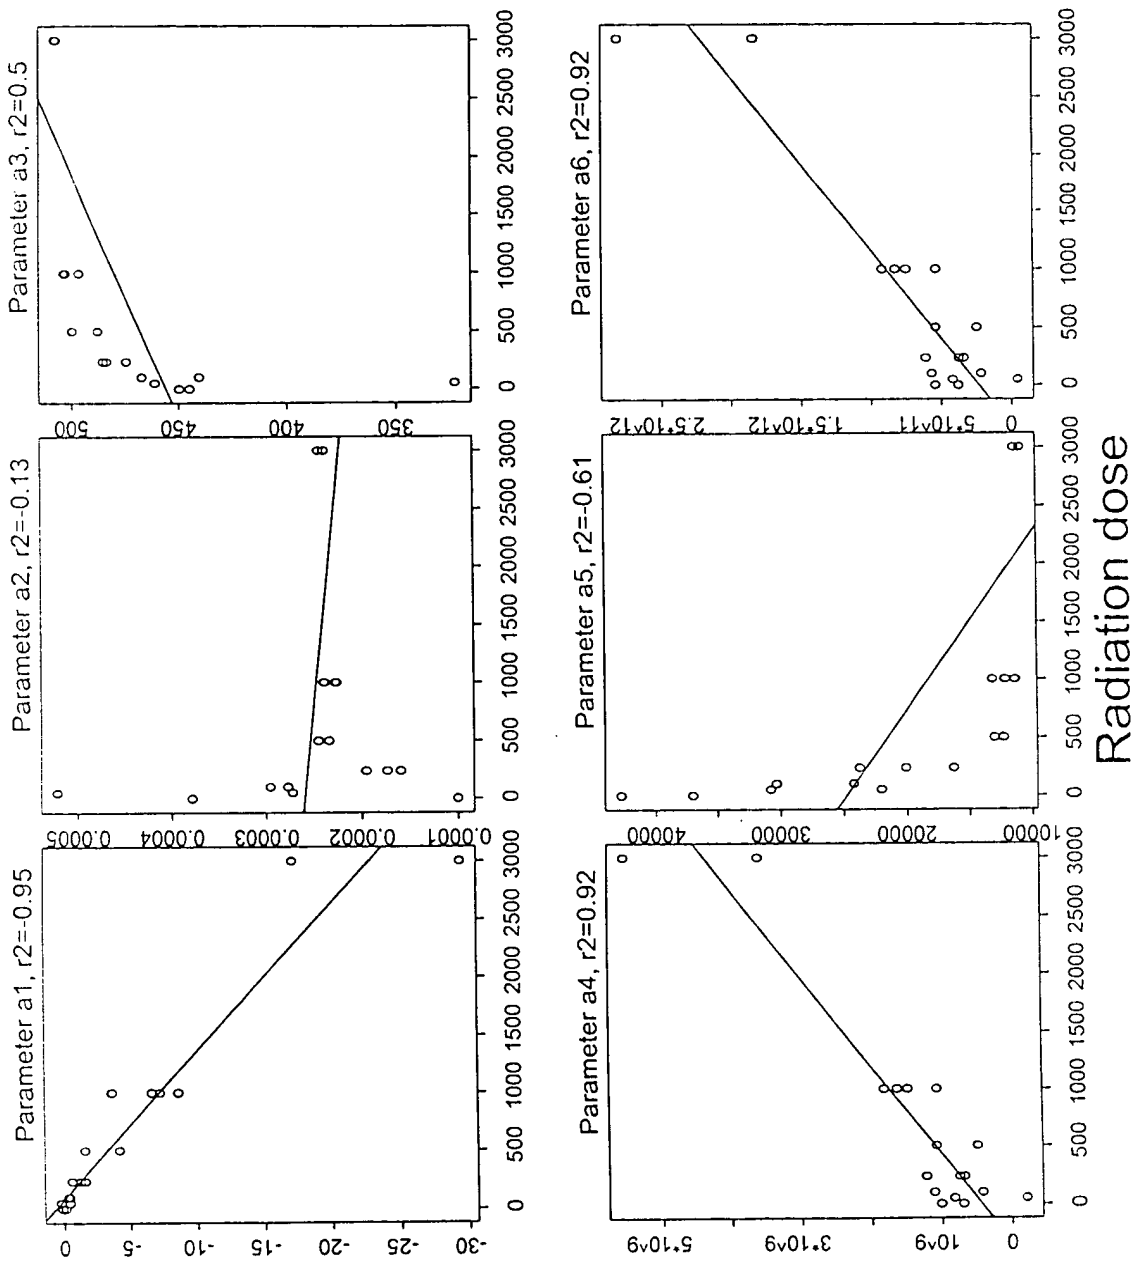 Parameter a1, r2=-0.95
0 -5 -10 -15 -20 -25 -30
0 500 1000 1500 2000 2500 3000
Parameter a2, r2=-0.13
0.0005 0.0004 0.0003 0.0002 0.0001
0 500 1000 1500 2000 2500 3000
Parameter a3, r2=0.5
500 450 400 350
0 500 1000 1500 2000 2500 3000
Parameter a4, r2=0.92
5*10^9 3*10^9 10^9 0
0 500 1000 1500 2000 2500 3000
Parameter a5, r2=-0.61
40000 30000 20000 10000
0 500 1000 1500 2000 2500 3000
Parameter a6, r2=0.92
2.5*10^12 1.5*10^12 5*10^11 0
0 500 1000 1500 2000 2500 3000
Radiation dose